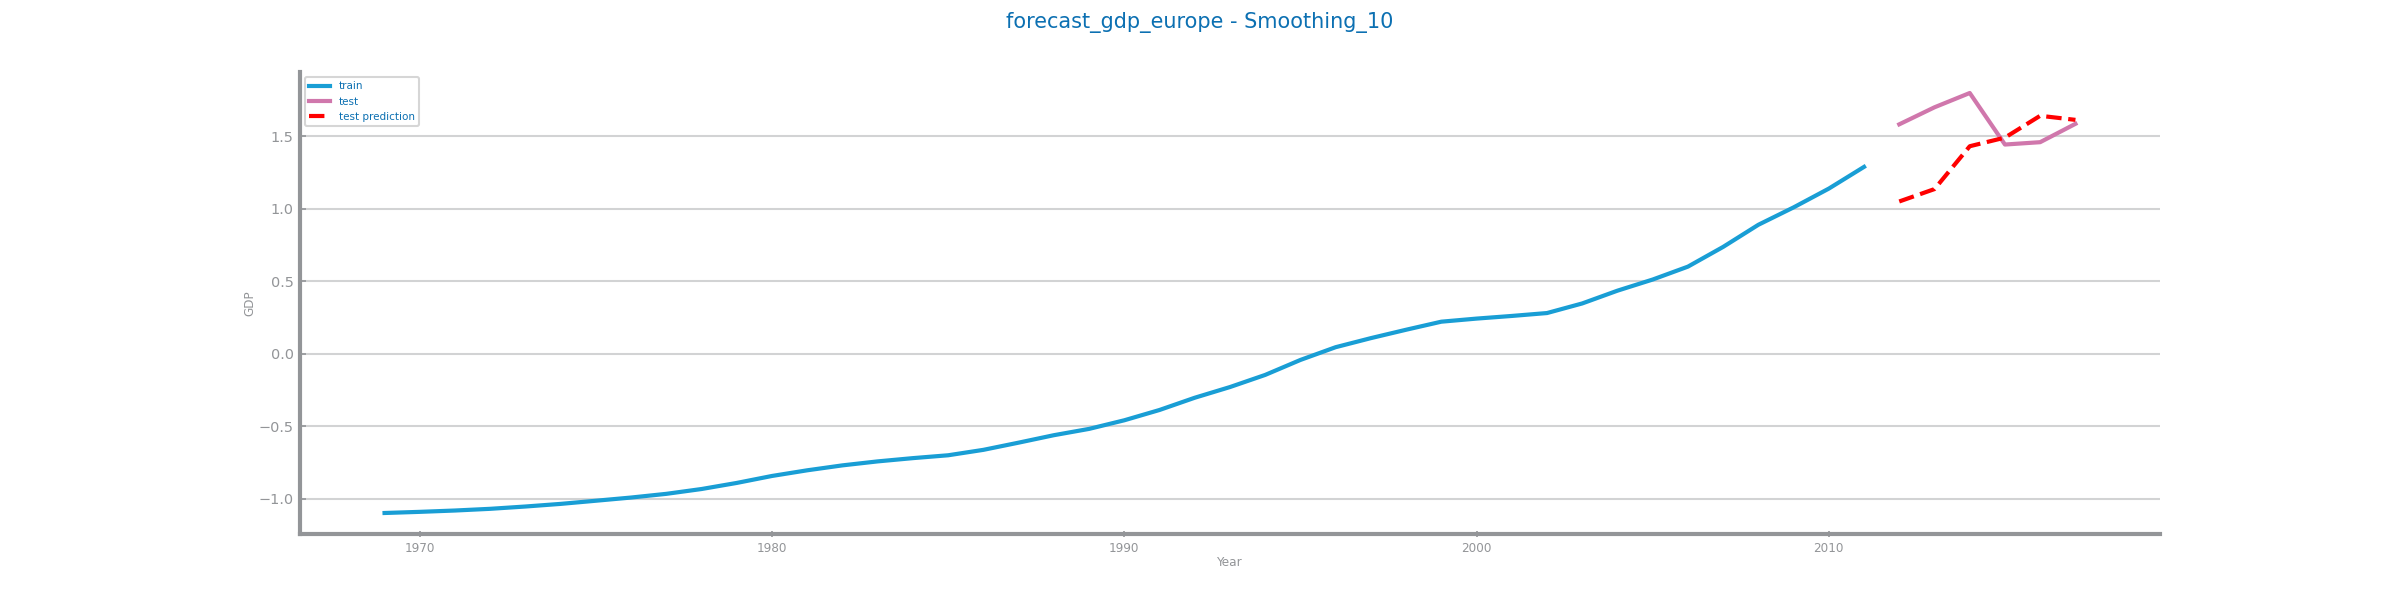 forecast_gdp_europe - Smoothing_10
train
test
test prediction
1.5
1.0
0.5
0.0
−0.5
−1.0
GDP
1970 1980 1990 2000 2010
Year